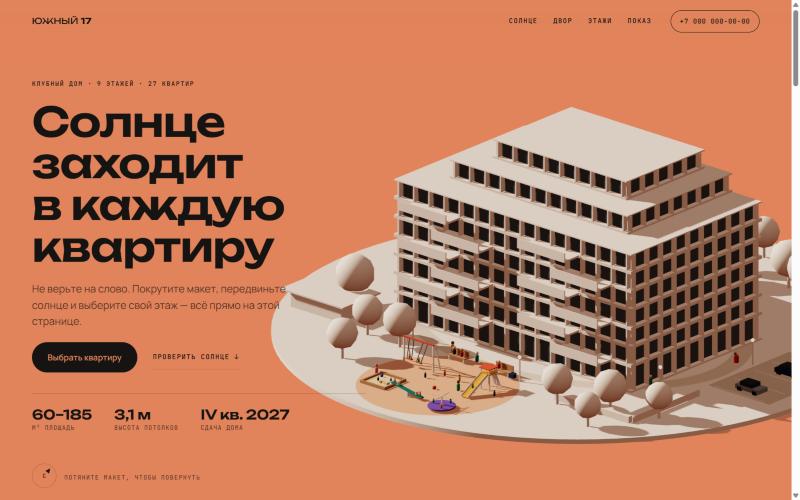 ЮЖНЫЙ 17
СОЛНЦЕ ДВОР ЭТАЖИ ПОКАЗ +7 000 000-00-00
КЛУБНЫЙ ДОМ · 9 ЭТАЖЕЙ · 27 КВАРТИР
Солнце
заходит
в каждую
квартиру
Не верьте на слово. Покрутите макет, передвиньте
солнце и выберите свой этаж — всё прямо на этой
странице.
Выбрать квартиру ПРОВЕРИТЬ СОЛНЦЕ ↓
60–185 3,1 м IV кв. 2027
М² ПЛОЩАДЬ ВЫСОТА ПОТОЛКОВ СДАЧА ДОМА
С ПОТЯНИТЕ МАКЕТ, ЧТОБЫ ПОВЕРНУТЬ